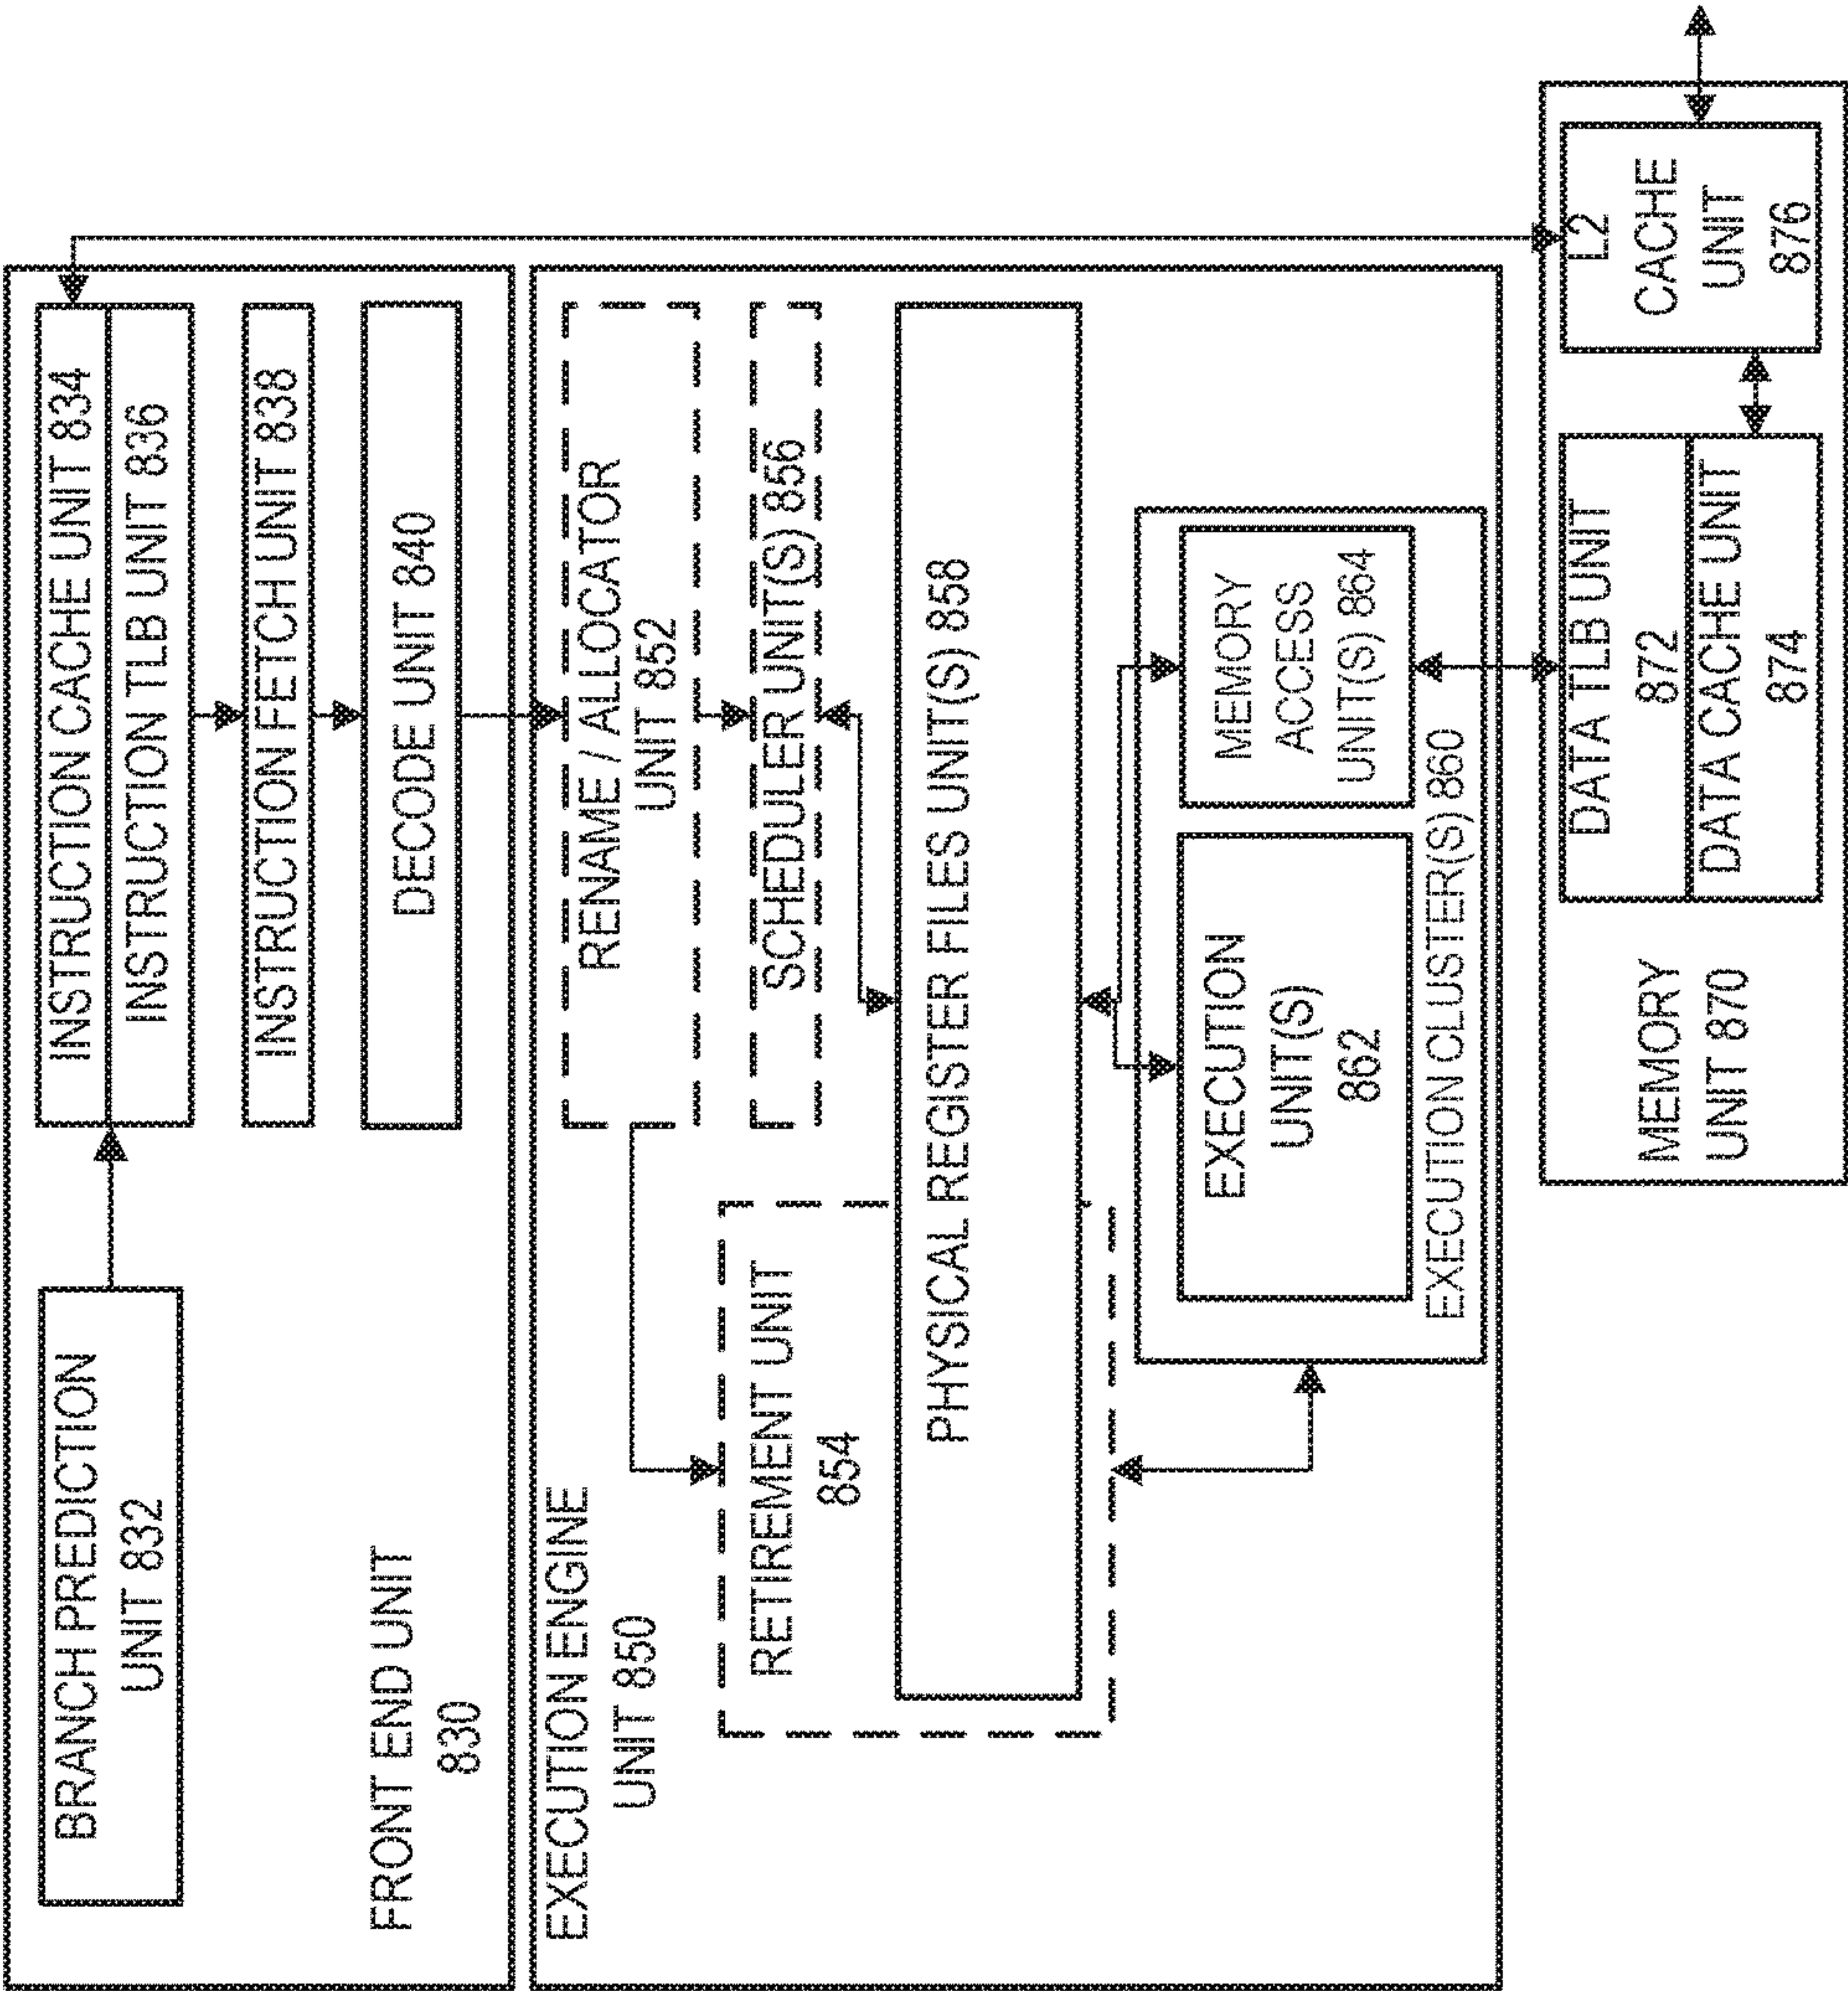 BRANCH PREDICTION
UNIT 832
INSTRUCTION CACHE UNIT 834
INSTRUCTION TLB UNIT 836
INSTRUCTION FETCH UNIT 838
DECODE UNIT 840
FRONT END UNIT
830
EXECUTION ENGINE
UNIT 850
RENAME / ALLOCATOR
UNIT 852
RETIREMENT UNIT
854
SCHEDULER UNIT(S) 856
PHYSICAL REGISTER FILES UNIT(S) 858
EXECUTION
UNIT(S)
862
MEMORY
ACCESS
UNIT(S) 864
EXECUTION CLUSTER(S) 860
MEMORY
UNIT 870
DATA TLB UNIT
872
DATA CACHE UNIT
874
L2
CACHE
UNIT
876